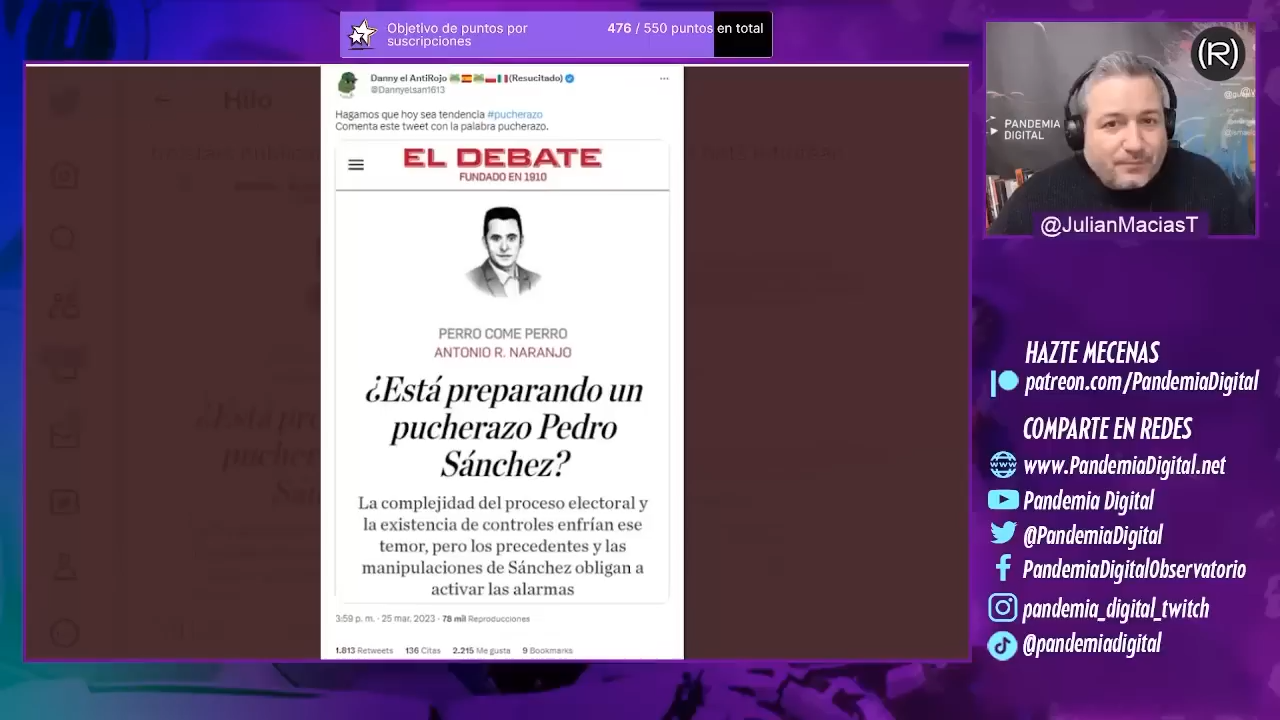 Objetivo de puntos por
suscripciones
476 / 550 puntos en total
Hilo
Danny el AntiRojo (Resucitado)
@Dannyelsan1613
Hagamos que hoy sea tendencia #pucherazo
Comenta este tweet con la palabra pucherazo.
EL DEBATE
FUNDADO EN 1910
PERRO COME PERRO
ANTONIO R. NARANJO
¿Está preparando un
pucherazo Pedro
Sánchez?
La complejidad del proceso electoral y
la existencia de controles enfrían ese
temor, pero los precedentes y las
manipulaciones de Sánchez obligan a
activar las alarmas
3:59 p. m. · 25 mar. 2023 · 78 mil Reproducciones
1.813 Retweets 136 Citas 2.215 Me gusta 9 Bookmarks
(R)
PANDEMIA
DIGITAL
@JulianMaciasT
HAZTE MECENAS
patreon.com/PandemiaDigital
COMPARTE EN REDES
www.PandemiaDigital.net
Pandemia Digital
@PandemiaDigital
PandemiaDigitalObservatorio
pandemia_digital_twitch
@pandemiadigital